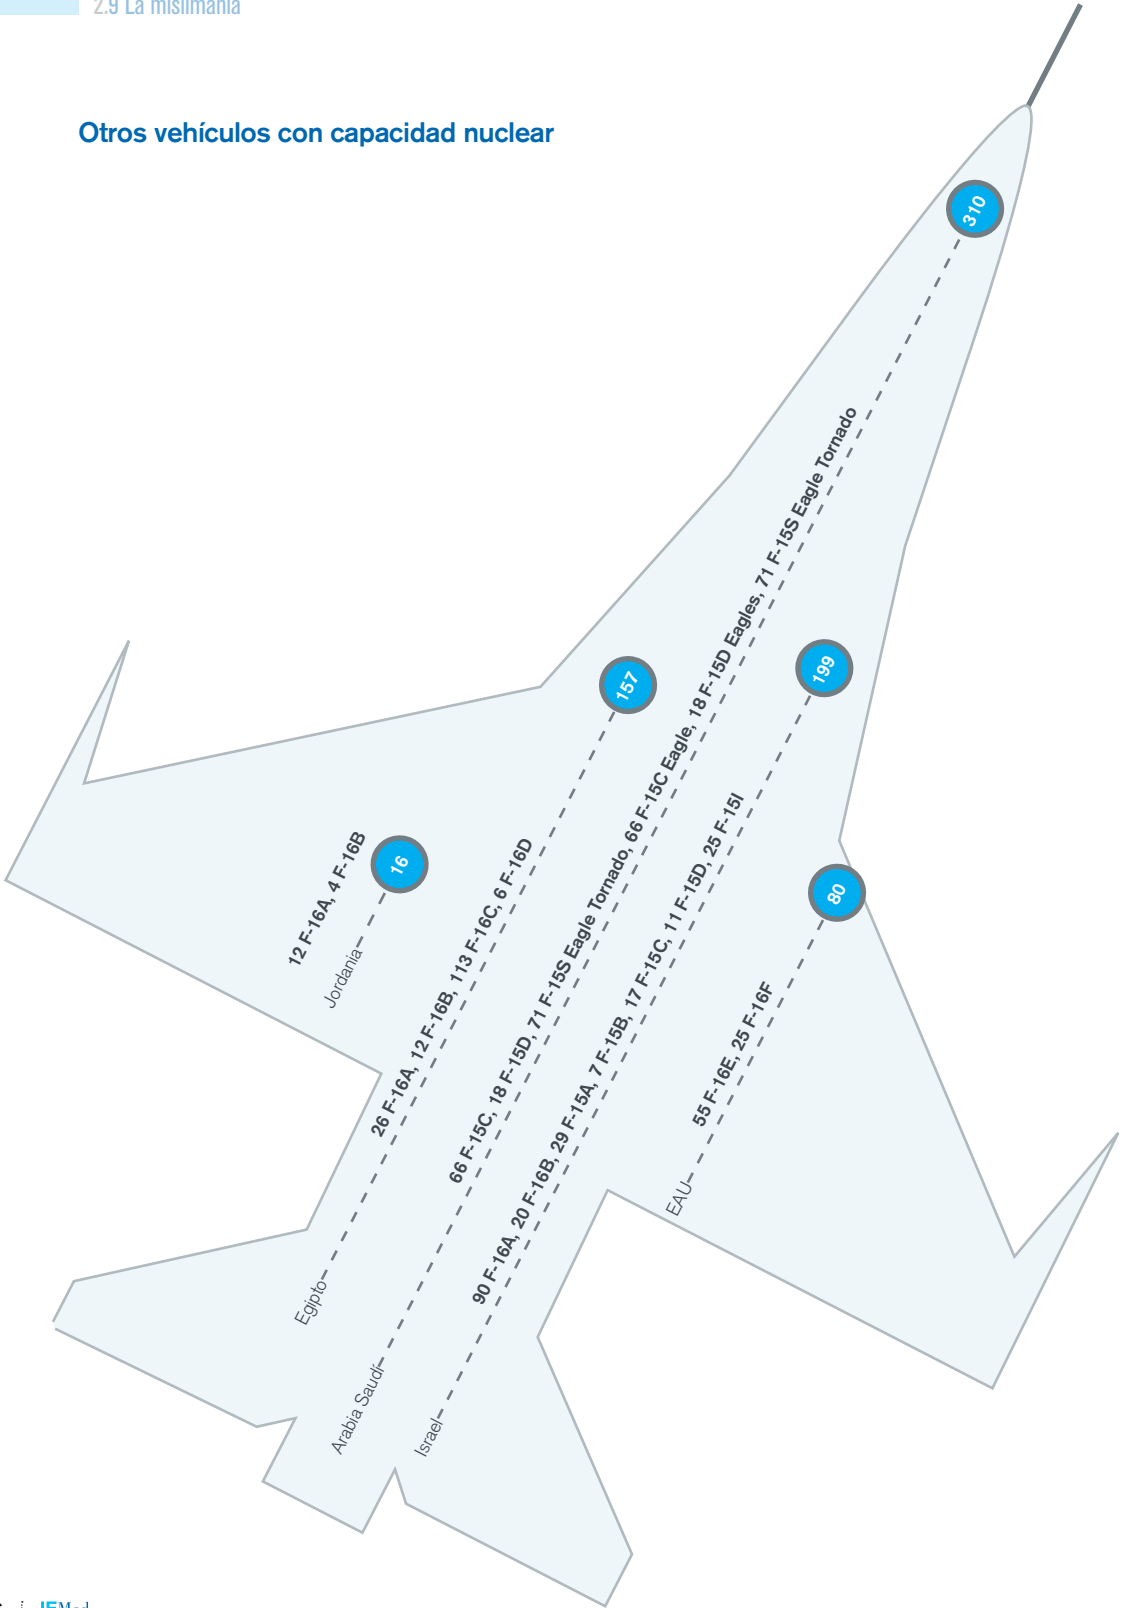 2.9 La misilmanía
Otros vehículos con capacidad nuclear
310
66 F-15C, 18 F-15D, 71 F-15S Eagle Tornado, 66 F-15C Eagle, 18 F-15D Eagles, 71 F-15S Eagle Tornado
Arabia Saudí
157
26 F-16A, 12 F-16B, 113 F-16C, 6 F-16D
Egipto
199
90 F-16A, 20 F-16B, 29 F-15A, 7 F-15B, 17 F-15C, 11 F-15D, 25 F-15I
Israel
16
12 F-16A, 4 F-16B
Jordania
80
55 F-16E, 25 F-16F
EAU